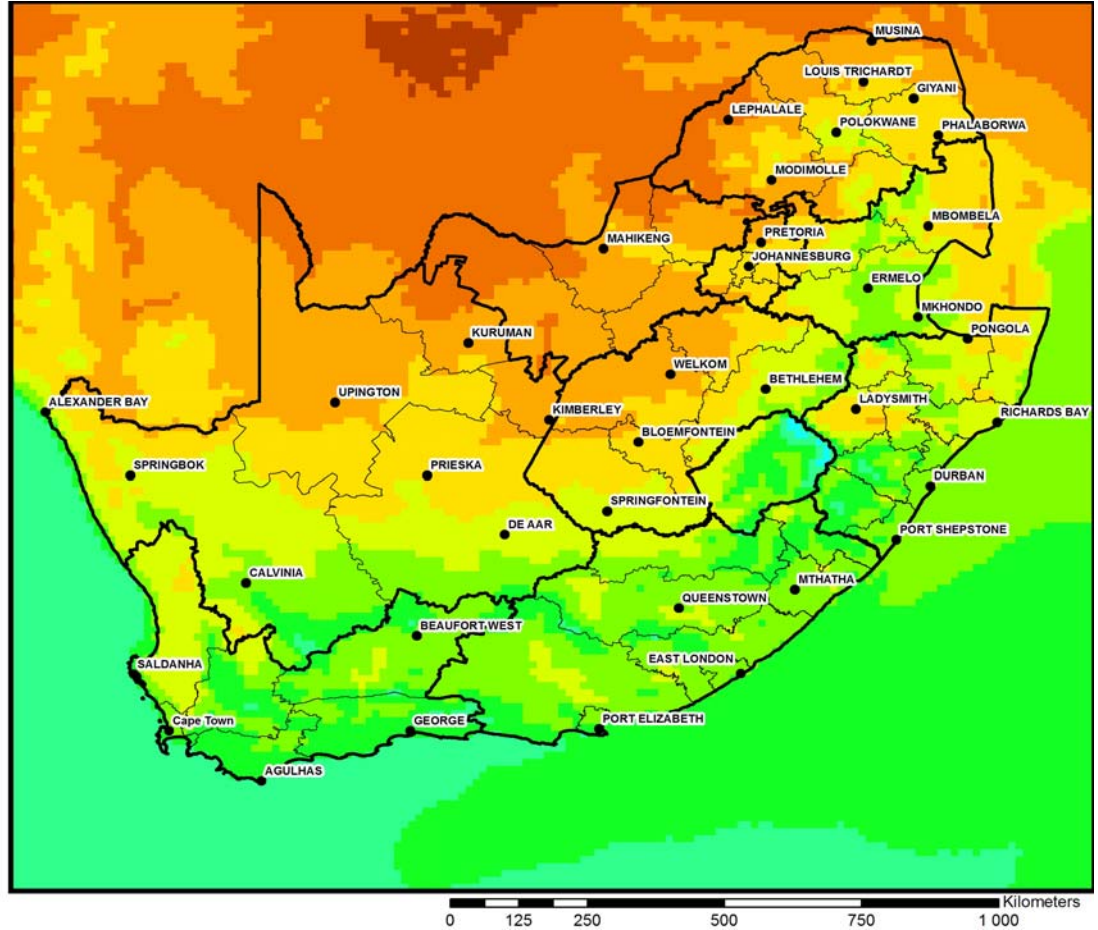 MUSINA
LOUIS TRICHARDT
GIYANI
LEPHALALE
POLOKWANE
PHALABORWA
MODIMOLLE
MBOMBELA
PRETORIA
MAHIKENG
JOHANNESBURG
ERMELO
MKHONDO
PONGOLA
KURUMAN
WELKOM
BETHLEHEM
UPINGTON
LADYSMITH
ALEXANDER BAY
KIMBERLEY
RICHARDS BAY
BLOEMFONTEIN
SPRINGBOK
PRIESKA
DURBAN
SPRINGFONTEIN
DE AAR
PORT SHEPSTONE
CALVINIA
MTHATHA
QUEENSTOWN
BEAUFORT WEST
EAST LONDON
SALDANHA
Cape Town
GEORGE
PORT ELIZABETH
AGULHAS
Kilometers
0 125 250 500 750 1 000